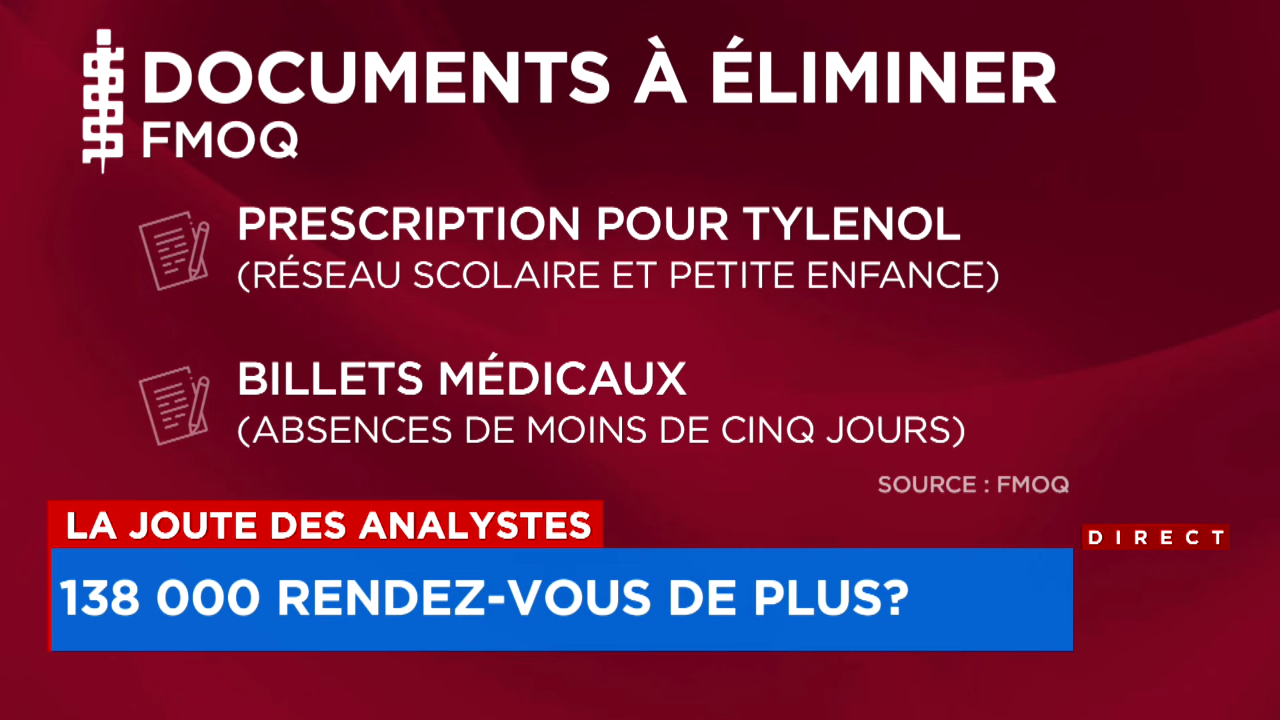 DOCUMENTS À ÉLIMINER
FMOQ
PRESCRIPTION POUR TYLENOL
(RÉSEAU SCOLAIRE ET PETITE ENFANCE)
BILLETS MÉDICAUX
(ABSENCES DE MOINS DE CINQ JOURS)
SOURCE : FMOQ
LA JOUTE DES ANALYSTES
DIRECT
138 000 RENDEZ-VOUS DE PLUS?